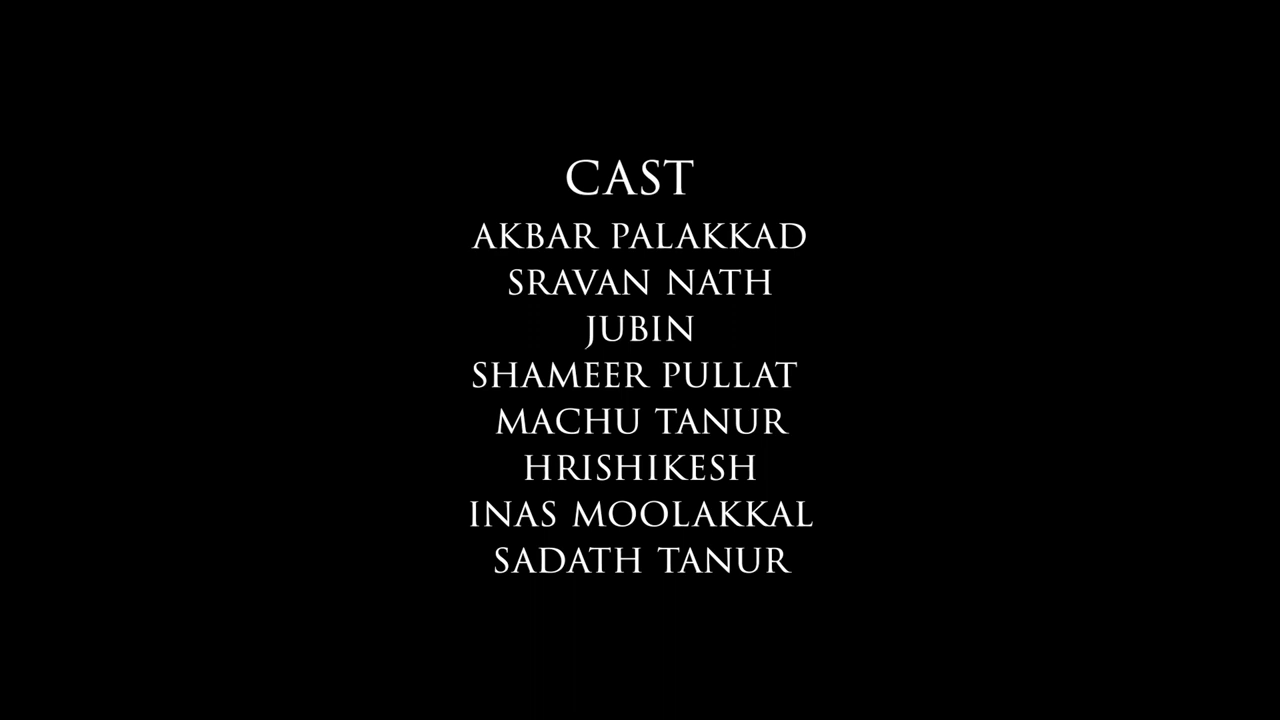 CAST
AKBAR PALAKKAD
SRAVAN NATH
JUBIN
SHAMEER PULLAT
MACHU TANUR
HRISHIKESH
INAS MOOLAKKAL
SADATH TANUR